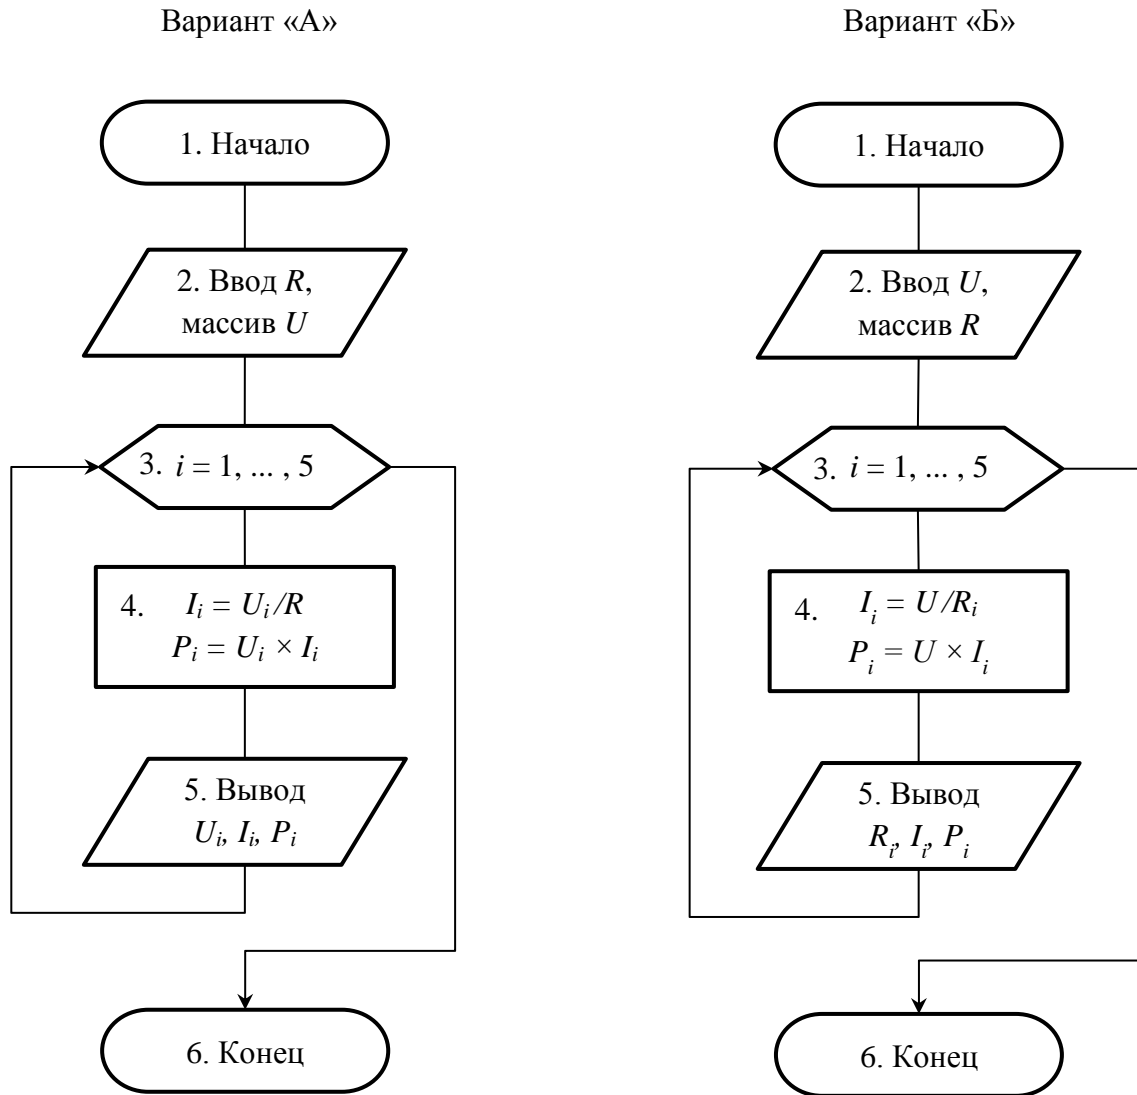 Вариант «А»
1. Начало
2. Ввод R,
массив U
3. i = 1, ... , 5
4. Iᵢ = Uᵢ/R
Pᵢ = Uᵢ × Iᵢ
5. Вывод
Uᵢ, Iᵢ, Pᵢ
6. Конец
Вариант «Б»
1. Начало
2. Ввод U,
массив R
3. i = 1, ... , 5
4. Iᵢ = U/Rᵢ
Pᵢ = U × Iᵢ
5. Вывод
Rᵢ, Iᵢ, Pᵢ
6. Конец